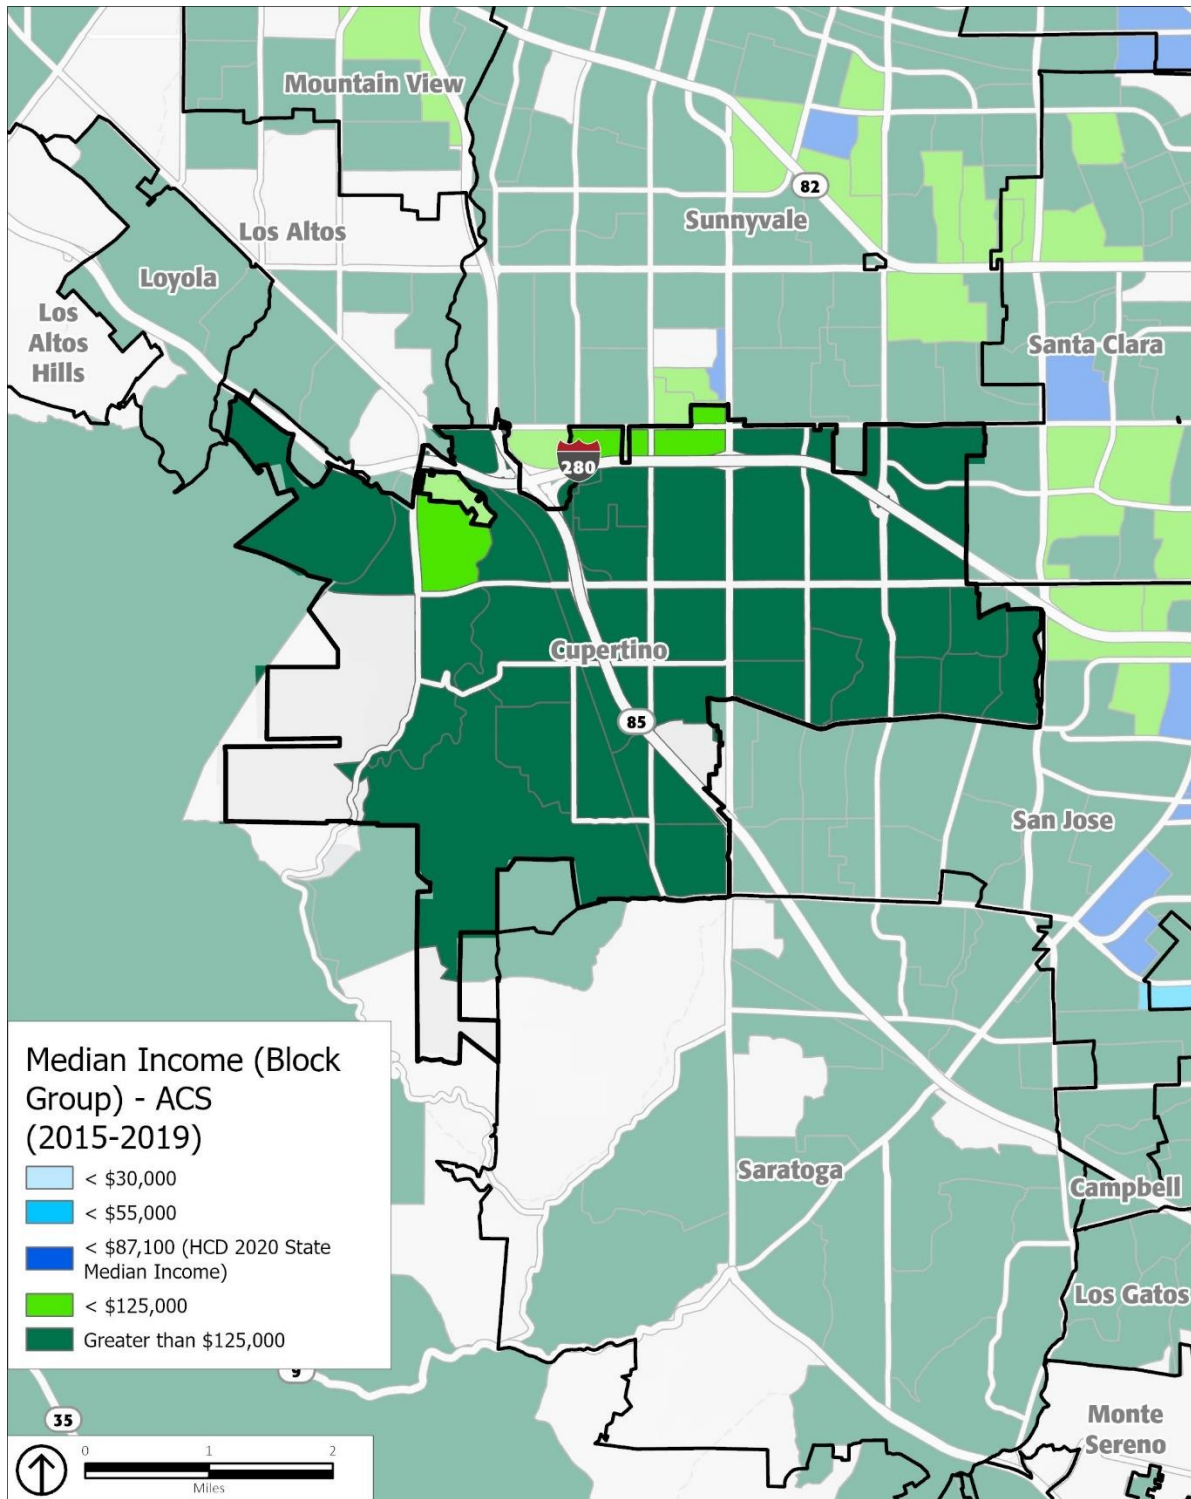 Mountain View
82
Sunnyvale
Los Altos
Loyola
Los
Altos
Hills
Santa Clara
280
Cupertino
85
San Jose
Saratoga
Campbell
Los Gatos
Monte
Sereno
Median Income (Block
Group) - ACS
(2015-2019)
< $30,000
< $55,000
< $87,100 (HCD 2020 State
Median Income)
< $125,000
Greater than $125,000
9
35
0 1 2
Miles